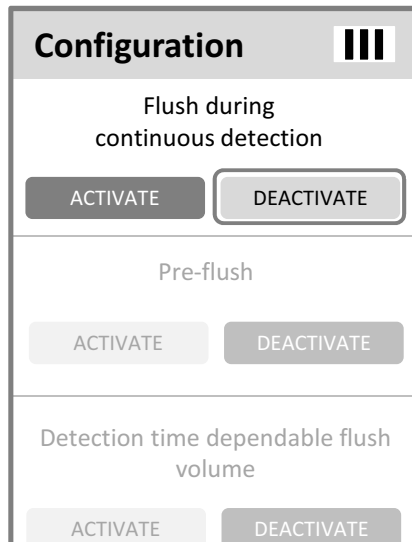 Configuration
Flush during
continuous detection
ACTIVATE DEACTIVATE
Pre-flush
ACTIVATE DEACTIVATE
Detection time dependable flush
volume
ACTIVATE DEACTIVATE